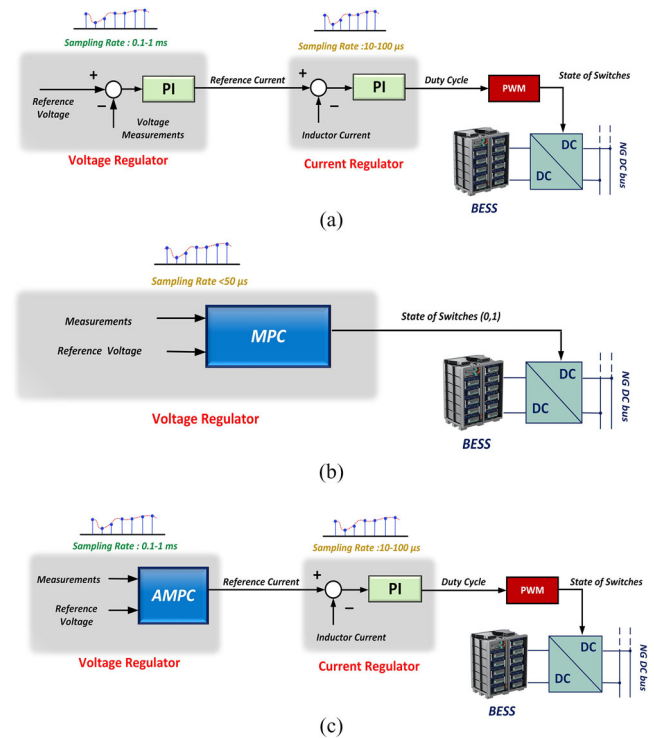 Sampling Rate : 0.1-1 ms
Sampling Rate :10-100 µs
+
PI
Reference Current
+
PI
Duty Cycle
PWM
State of Switches
Reference
Voltage
−
Voltage
Measurements
−
Inductor Current
Voltage Regulator
Current Regulator
DC
DC
NG DC bus
BESS
(a)
Sampling Rate <50 µs
Measurements
Reference Voltage
MPC
State of Switches (0,1)
Voltage Regulator
DC
DC
NG DC bus
BESS
(b)
Sampling Rate : 0.1-1 ms
Sampling Rate :10-100 µs
Measurements
Reference
Voltage
AMPC
Reference Current
+
−
PI
Duty Cycle
PWM
State of Switches
Inductor Current
Voltage Regulator
Current Regulator
DC
DC
NG DC bus
BESS
(c)